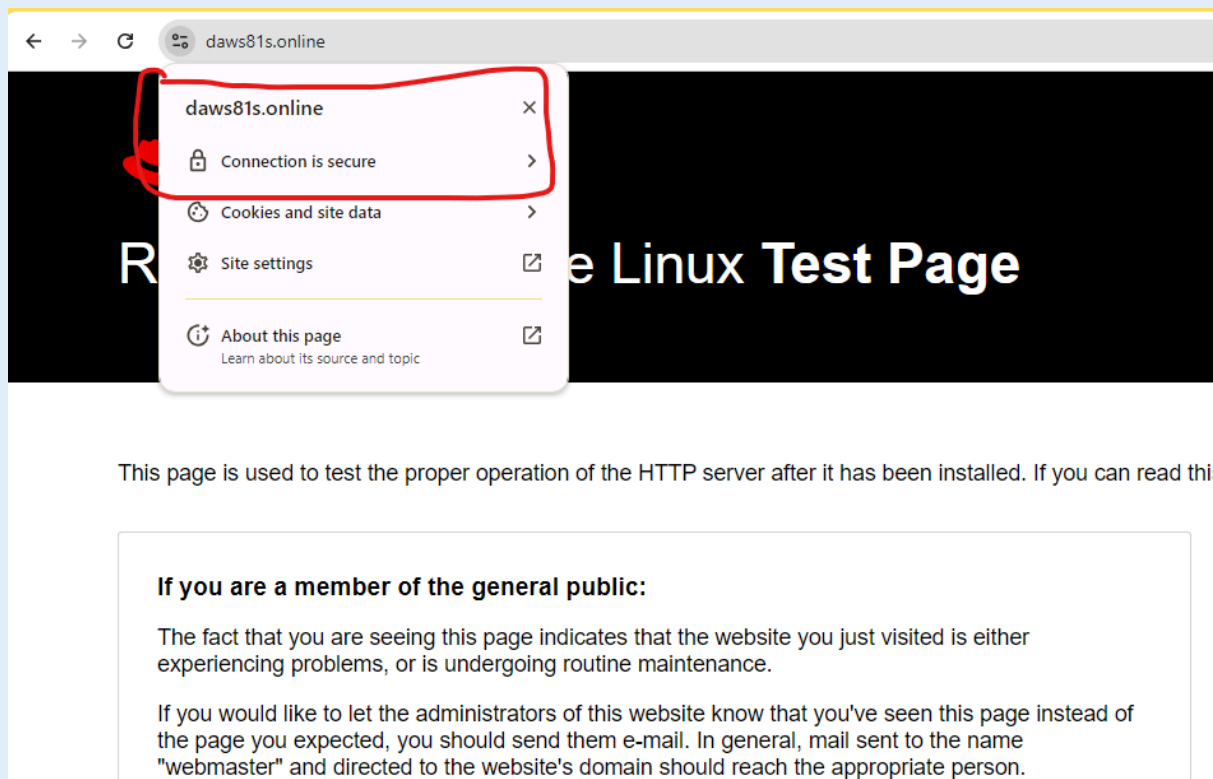 daws81s.online
daws81s.online
Connection is secure
Cookies and site data
Site settings
About this page
Learn about its source and topic
R e Linux Test Page
This page is used to test the proper operation of the HTTP server after it has been installed. If you can read thi
If you are a member of the general public:
The fact that you are seeing this page indicates that the website you just visited is either
experiencing problems, or is undergoing routine maintenance.
If you would like to let the administrators of this website know that you've seen this page instead of
the page you expected, you should send them e-mail. In general, mail sent to the name
"webmaster" and directed to the website's domain should reach the appropriate person.